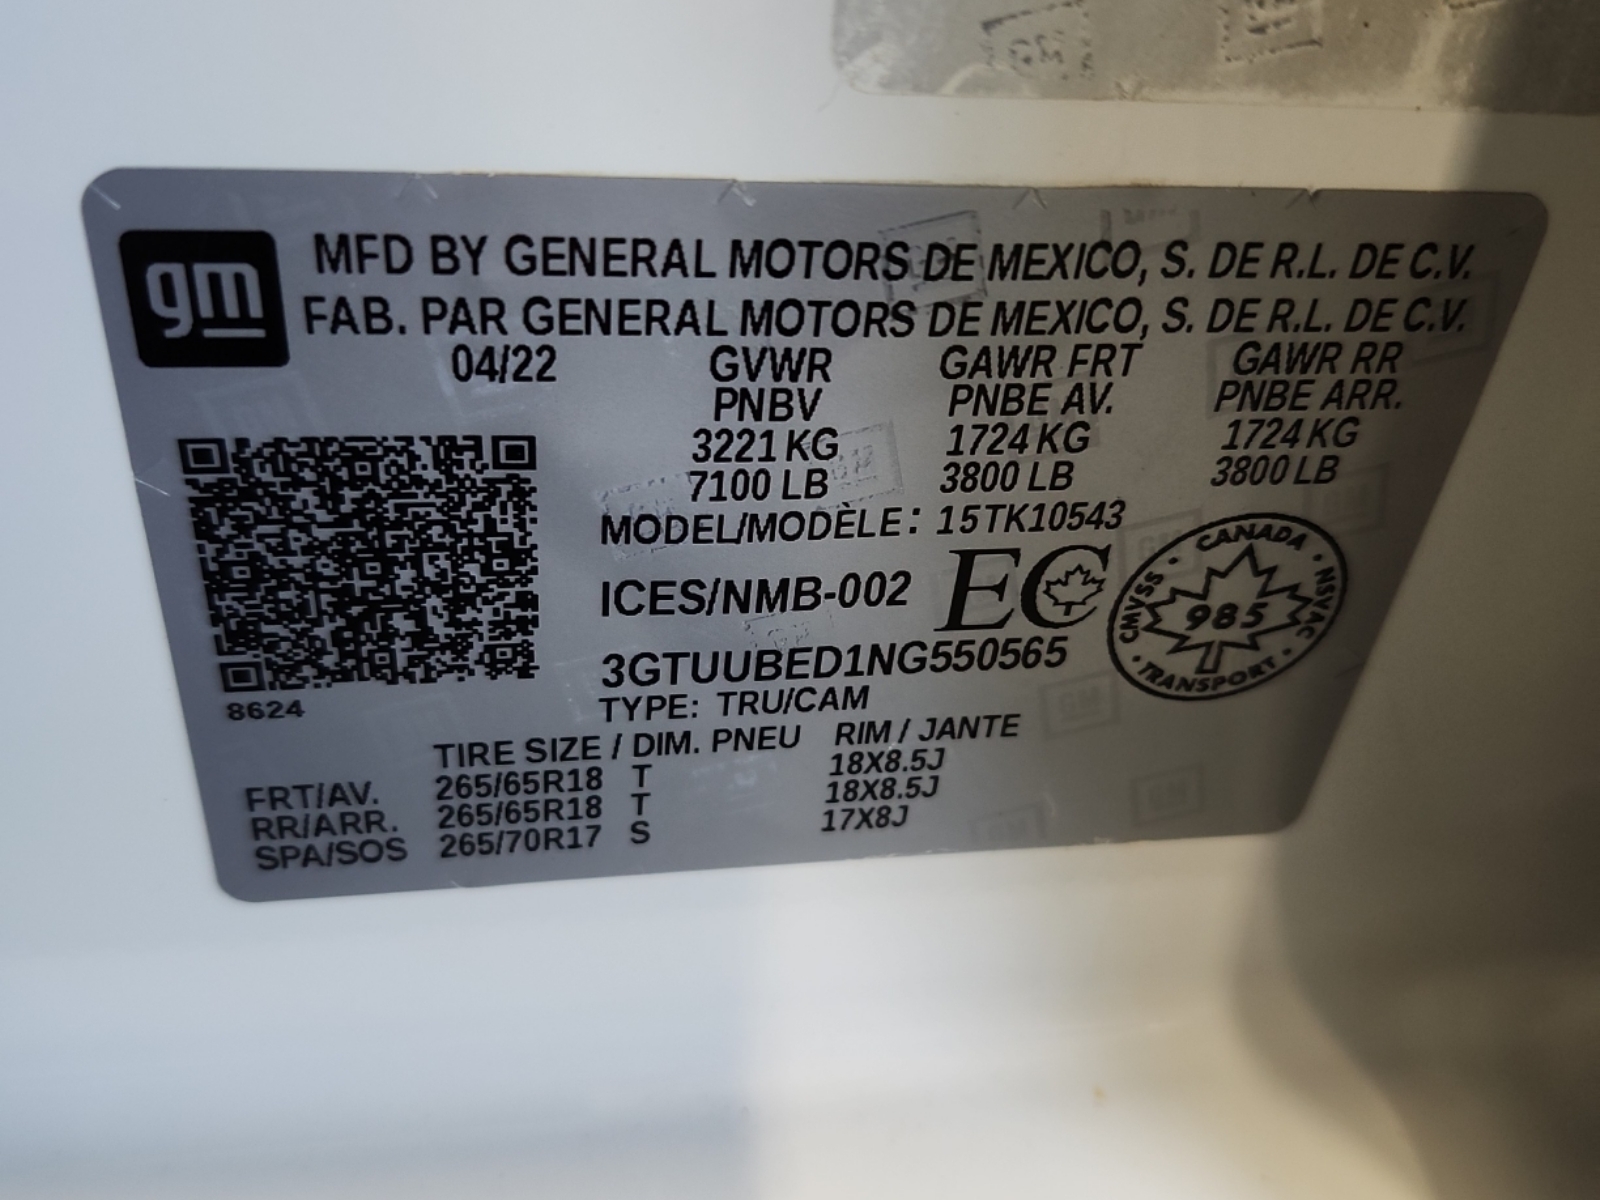 gm
MFD BY GENERAL MOTORS DE MEXICO, S. DE R.L. DE C.V.
FAB. PAR GENERAL MOTORS DE MEXICO, S. DE R.L. DE C.V.
04/22 GVWR GAWR FRT GAWR RR
PNBV PNBE AV. PNBE ARR.
3221 KG 1724 KG 1724 KG
7100 LB 3800 LB 3800 LB
MODEL/MODÈLE: 15TK10543
ICES/NMB-002 EC
CANADA
CMVSS 985 NSVAC
TRANSPORT
3GTUUBED1NG550565
8624
TYPE: TRU/CAM
TIRE SIZE / DIM. PNEU RIM / JANTE
FRT/AV. 265/65R18 T 18X8.5J
RR/ARR. 265/65R18 T 18X8.5J
SPA/SOS 265/70R17 S 17X8J